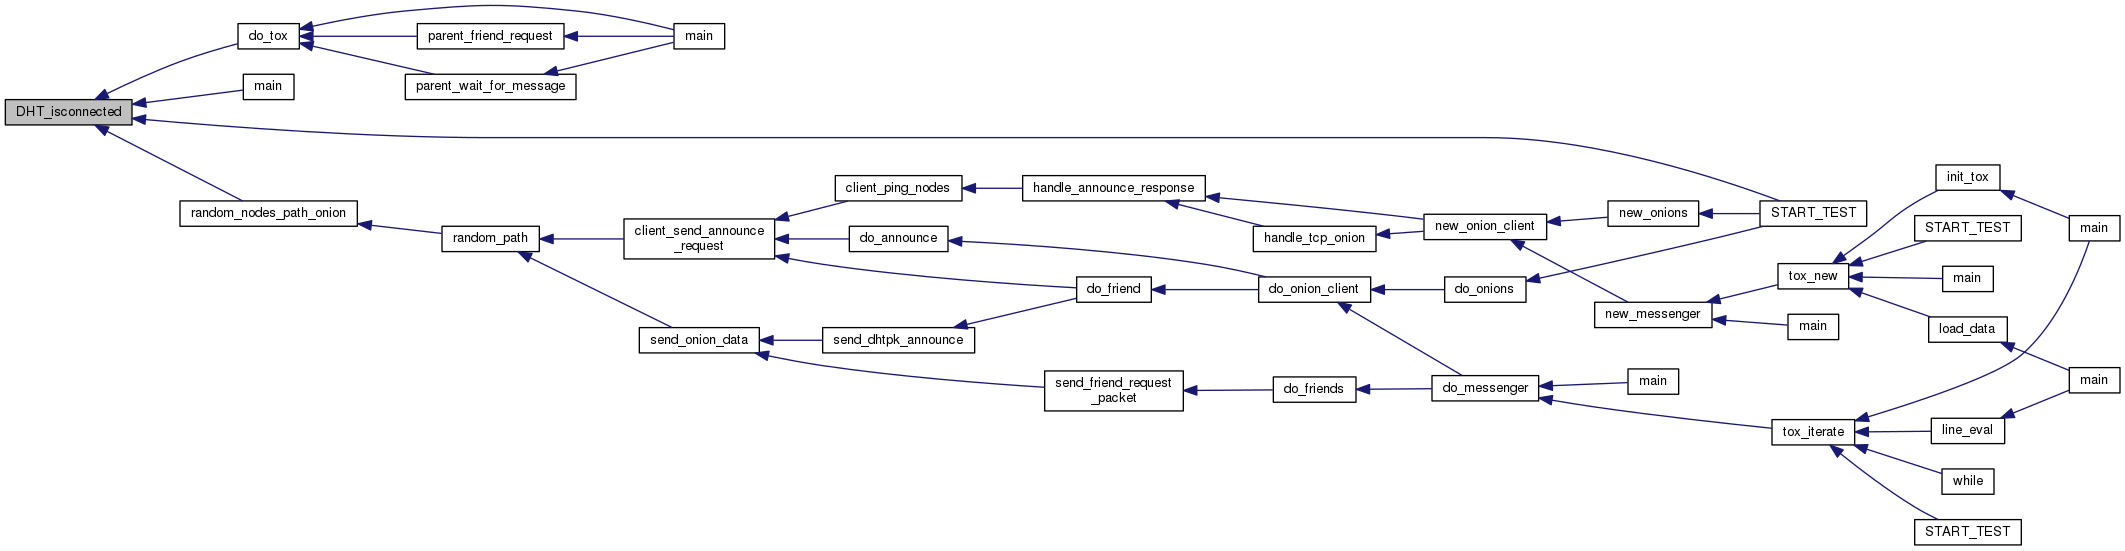 DHT_isconnected
do_tox
parent_friend_request
main
parent_wait_for_message
main
random_nodes_path_onion
random_path
client_send_announce
_request
client_ping_nodes
handle_announce_response
handle_tcp_onion
new_onion_client
new_onions
START_TEST
do_announce
do_friend
do_onion_client
do_onions
send_onion_data
send_dhtpk_announce
send_friend_request
_packet
do_friends
do_messenger
main
new_messenger
main
tox_new
init_tox
main
START_TEST
main
load_data
main
tox_iterate
line_eval
while
START_TEST